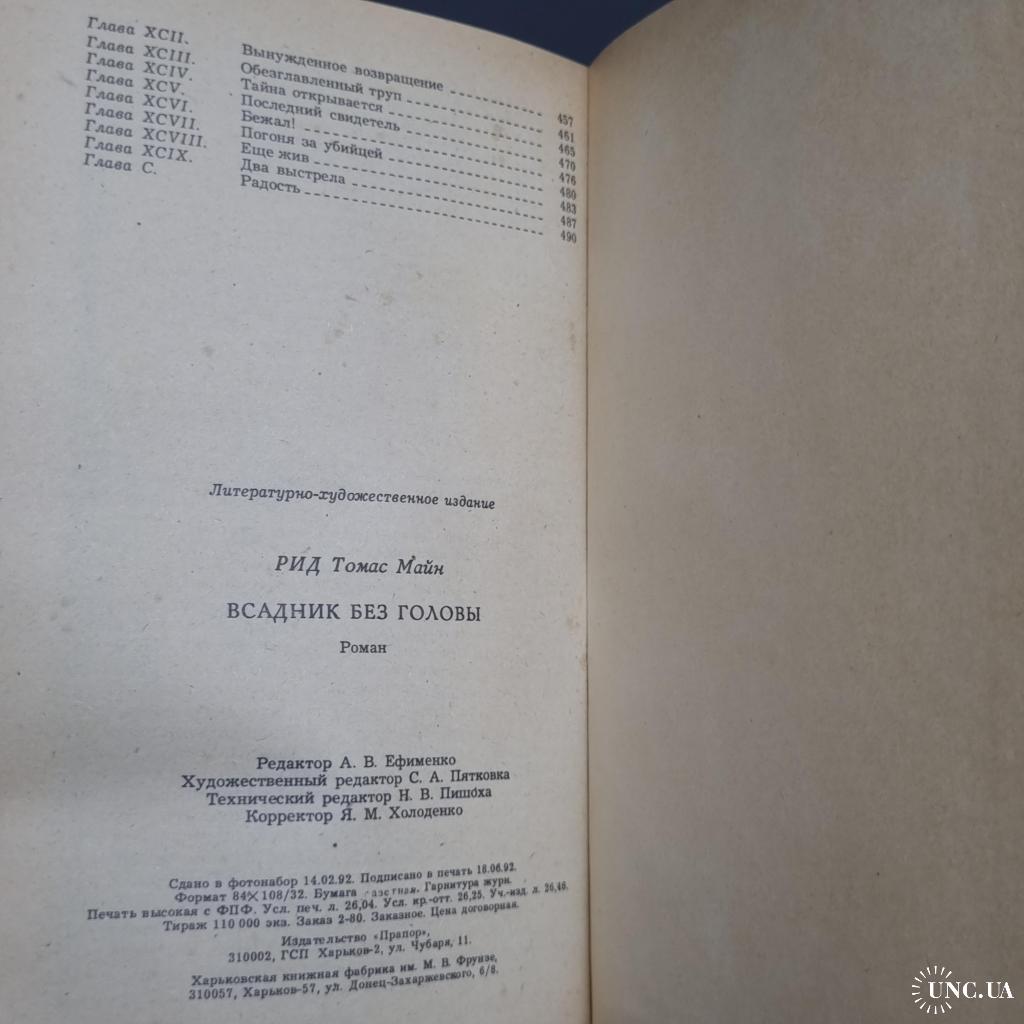 Глава XCII. Вынужденное возвращение 457
Глава XCIII. Обезглавленный труп 461
Глава XCIV. Тайна открывается 465
Глава XCV. Последний свидетель 470
Глава XCVI. Бежал! 476
Глава XCVII. Погоня за убийцей 480
Глава XCVIII. Еще жив 483
Глава XCIX. Два выстрела 487
Глава C. Радость 490
Литературно-художественное издание
РИД Томас Майн
ВСАДНИК БЕЗ ГОЛОВЫ
Роман
Редактор А. В. Ефименко
Художественный редактор С. А. Пятковка
Технический редактор Н. В. Пишоха
Корректор Я. М. Холоденко
Сдано в фотонабор 14.02.92. Подписано в печать 18.06.92.
Формат 84×108/32. Бумага газетная. Гарнитура журн.
Печать высокая с ФПФ. Усл. печ. л. 26,04. Усл. кр.-отт. 26,25. Уч.-изд. л. 26,46.
Тираж 110 000 экз. Заказ 2-80. Заказное. Цена договорная.
Издательство «Прапор»,
310002, ГСП Харьков-2, ул. Чубаря, 11.
Харьковская книжная фабрика им. М. В. Фрунзе,
310057, Харьков-57, ул. Донец-Захаржевского, 6/8.
UNC.UA